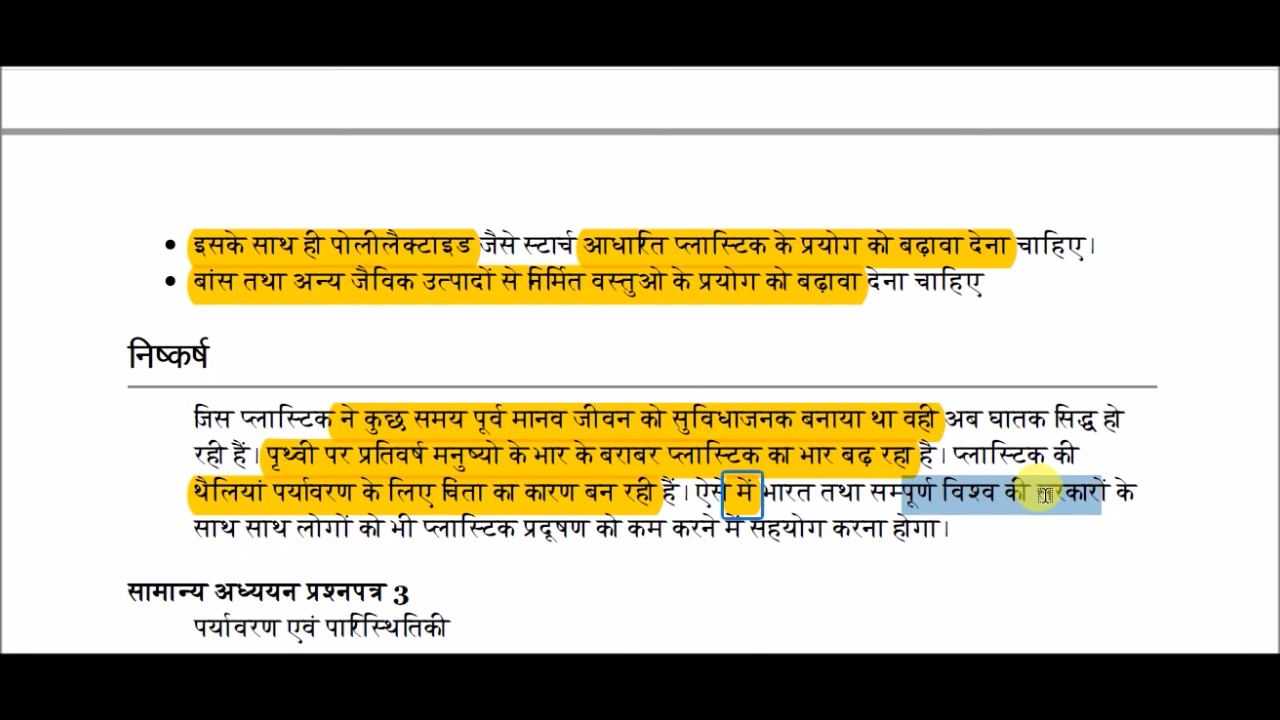 इसके साथ ही पोलीलैक्टाइड जैसे स्टार्च आधारित प्लास्टिक के प्रयोग को बढ़ावा देना चाहिए।
बांस तथा अन्य जैविक उत्पादों से निर्मित वस्तुओ के प्रयोग को बढ़ावा देना चाहिए
निष्कर्ष
जिस प्लास्टिक ने कुछ समय पूर्व मानव जीवन को सुविधाजनक बनाया था वही अब घातक सिद्ध हो
रही हैं। पृथ्वी पर प्रतिवर्ष मनुष्यो के भार के बराबर प्लास्टिक का भार बढ़ रहा है। प्लास्टिक की
थैलियां पर्यावरण के लिए चिंता का कारण बन रही हैं। ऐसे में भारत तथा सम्पूर्ण विश्व की सरकारों के
साथ साथ लोगों को भी प्लास्टिक प्रदूषण को कम करने में सहयोग करना होगा।
सामान्य अध्ययन प्रश्नपत्र 3
पर्यावरण एवं पारिस्थितिकी